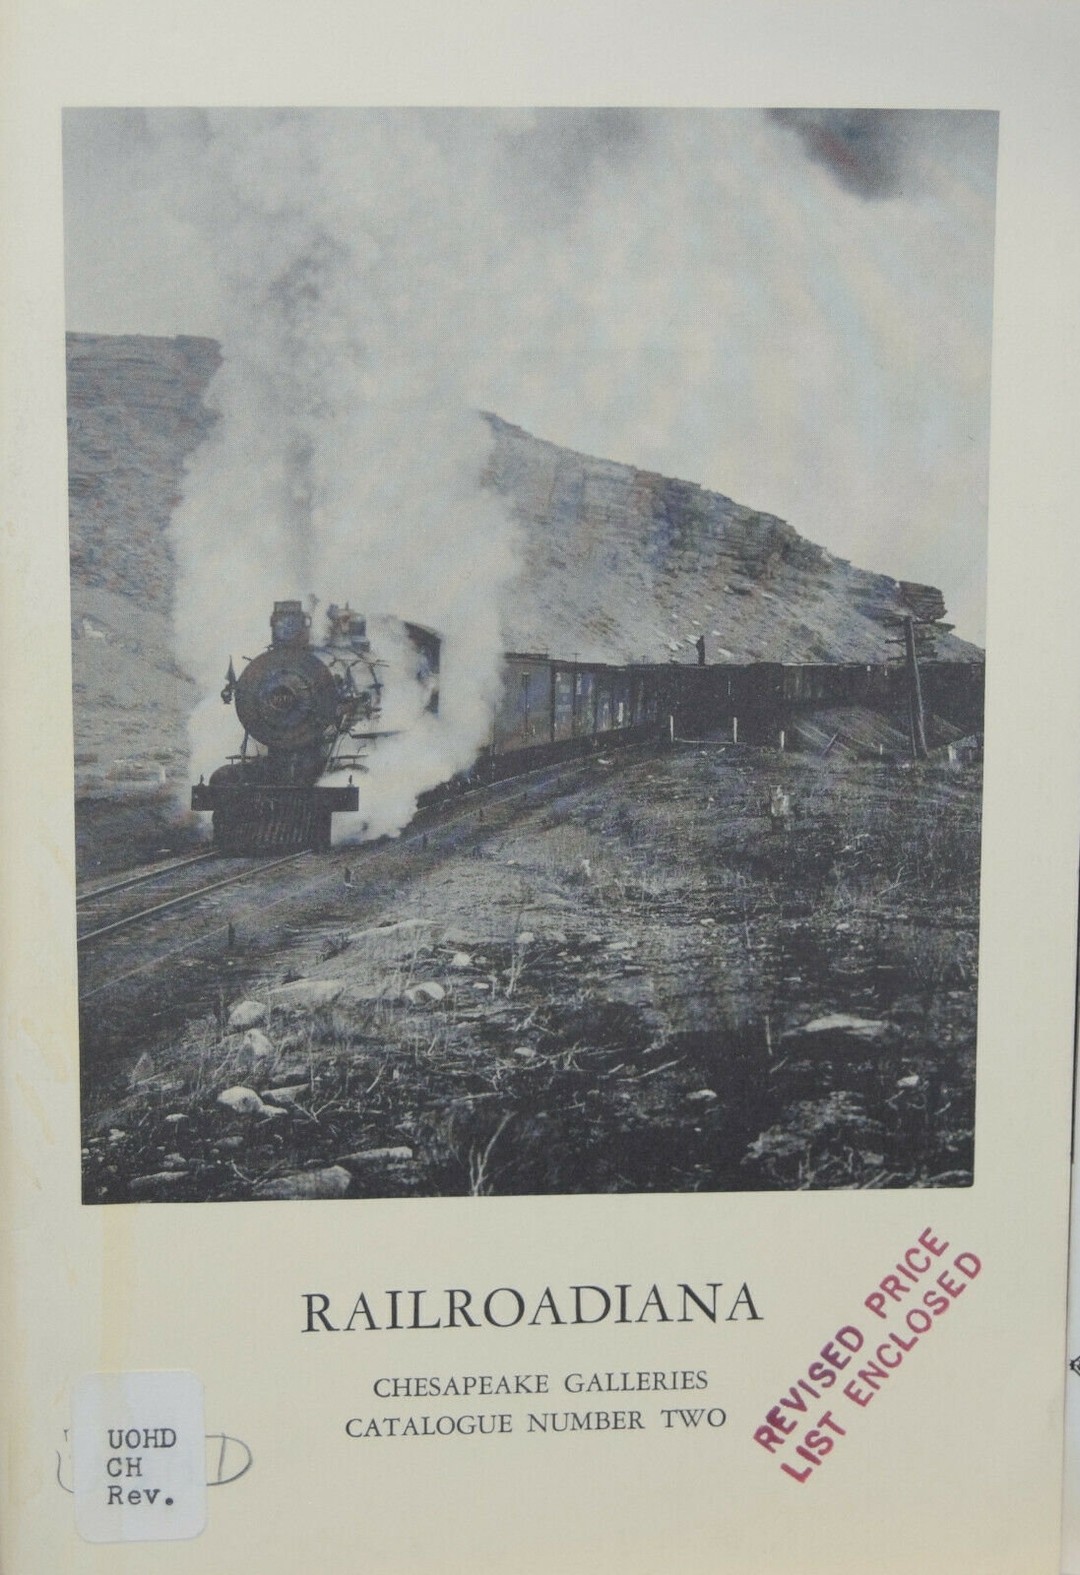 RAILROADIANA
CHESAPEAKE GALLERIES
CATALOGUE NUMBER TWO
REVISED PRICE
LIST ENCLOSED
UOHD
CH
Rev.
D